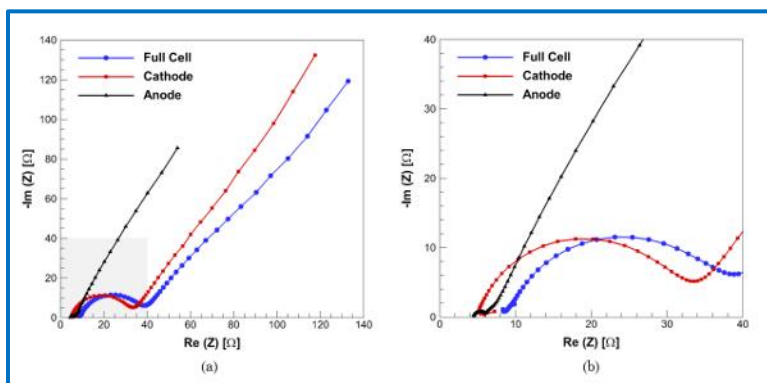 140
120
100
80
60
40
20
0
-Im (Z) [Ω]
Full Cell
Cathode
Anode
0 20 40 60 80 100 120 140
Re (Z) [Ω]
(a)
40
30
20
10
0
-Im (Z) [Ω]
Full Cell
Cathode
Anode
0 10 20 30 40
Re (Z) [Ω]
(b)